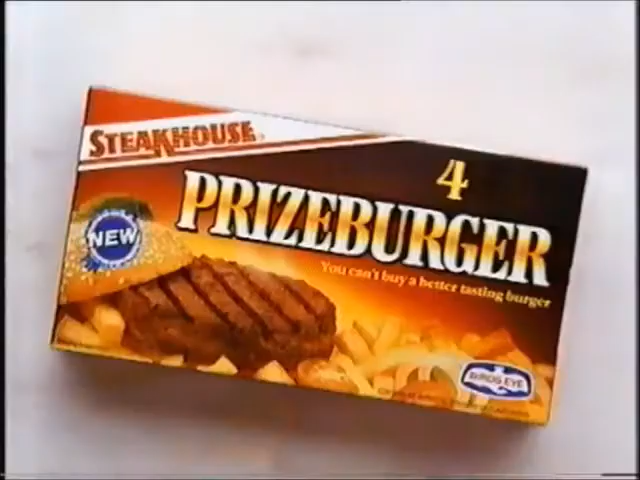 STEAKHOUSE
4
PRIZEBURGER
NEW
You can't buy a better tasting burger
BIRDS EYE